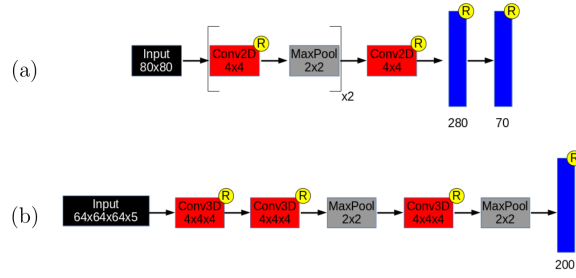 (a)
Input
80x80
Conv2D
4x4
R
MaxPool
2x2
x2
Conv2D
4x4
R
R
280
R
70
(b)
Input
64x64x64x5
Conv3D
4x4x4
R
Conv3D
4x4x4
R
MaxPool
2x2
Conv3D
4x4x4
R
MaxPool
2x2
R
200